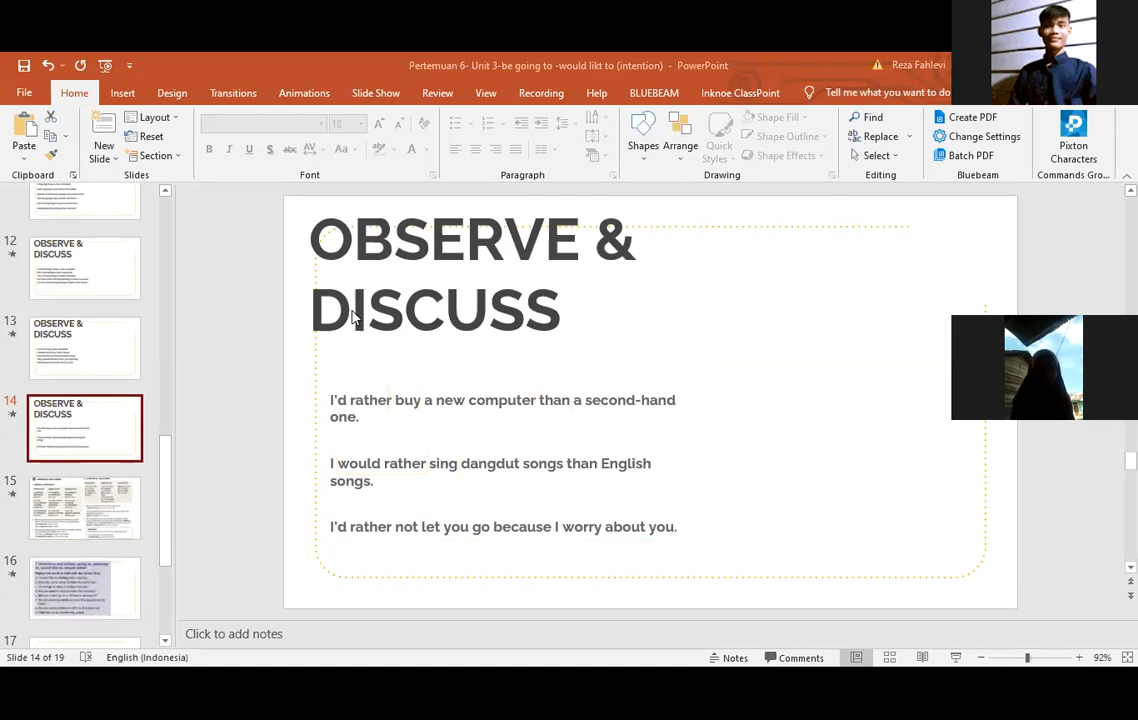 Pertemuan 6- Unit 3-be going to -would likt to (intention) - PowerPoint
Reza Fahlevi
File Home Insert Design Transitions Animations Slide Show Review View Recording Help BLUEBEAM Inknoe ClassPoint Tell me what you want to do
Paste
Clipboard
New
Slide
Layout
Reset
Section
Slides
18
B I U S abc AV Aa A
Font
Paragraph
Shapes Arrange Quick
Styles
Shape Fill
Shape Outline
Shape Effects
Drawing
Find
Replace
Select
Editing
Create PDF
Change Settings
Batch PDF
Bluebeam
Pixton
Characters
Commands Gro...
12
OBSERVE &
DISCUSS
13
OBSERVE &
DISCUSS
14
OBSERVE &
DISCUSS
15
16
17
OBSERVE &
DISCUSS
I'd rather buy a new computer than a second-hand
one.
I would rather sing dangdut songs than English
songs.
I'd rather not let you go because I worry about you.
Click to add notes
Slide 14 of 19 English (Indonesia) Notes Comments 92%